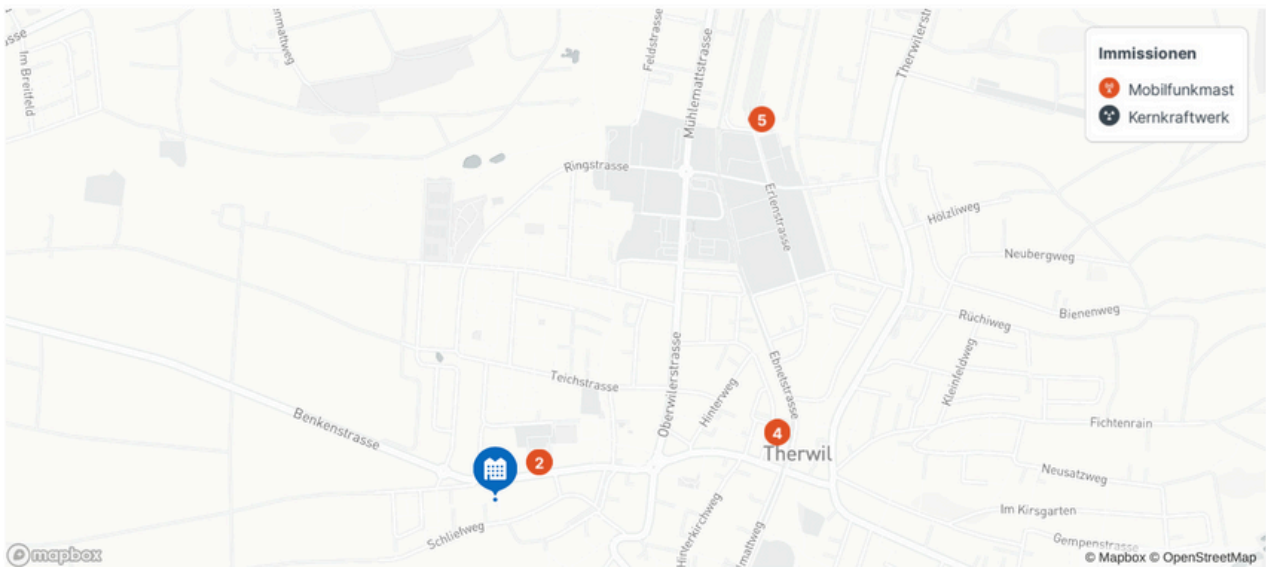 Im Breitfeld
Feldstrasse
Mühlemattstrasse
Immissionen
Mobilfunkmast
Kernkraftwerk
5
Ringstrasse
Erlenstrasse
Hölzliweg
Neubergweg
Bienenweg
Rüchiweg
Kleinfeldweg
Ebnetstrasse
Teichstrasse
Oberwilerstrasse
Hinterweg
Benkenstrasse
Fichtenrain
4
Therwil
2
Neusatzweg
Im Kirsgarten
Schliefweg
Hinterkirchweg
Gempenstrasse
mapbox
© Mapbox © OpenStreetMap